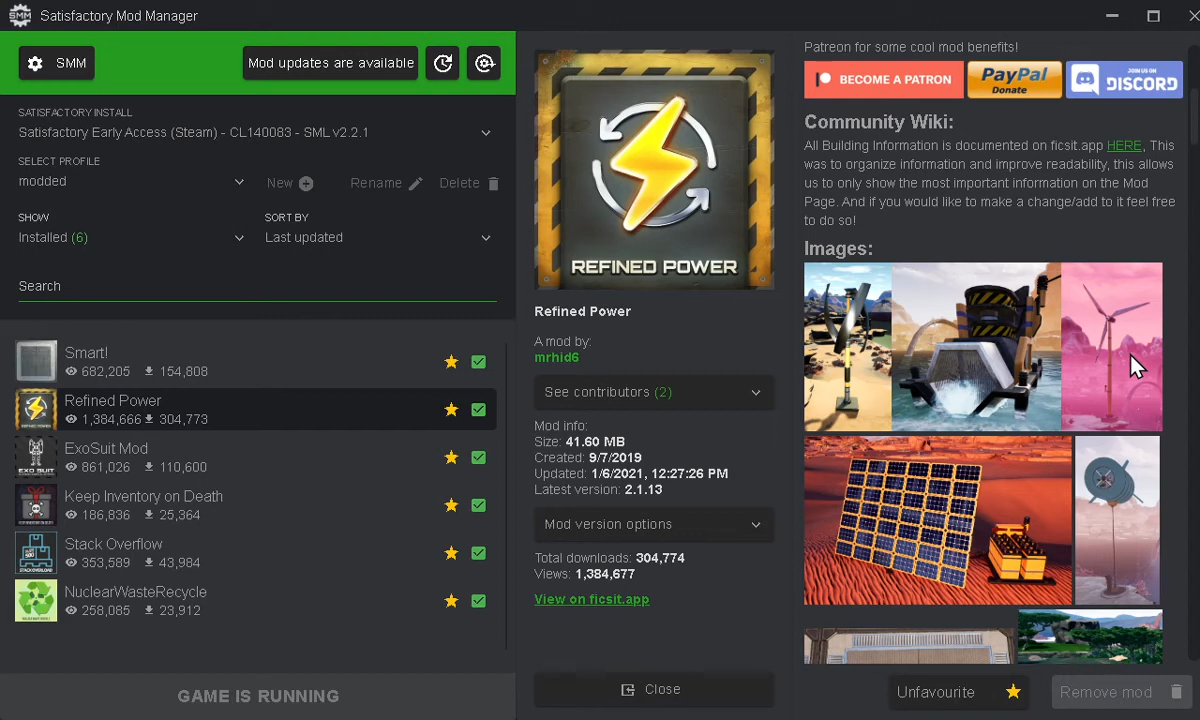 Satisfactory Mod Manager
SMM
Mod updates are available
SATISFACTORY INSTALL
Satisfactory Early Access (Steam) - CL140083 - SML v2.2.1
SELECT PROFILE
modded
New
Rename
Delete
SHOW
SORT BY
Installed (6)
Last updated
Search
Smart!
682,205 154,808
Refined Power
1,384,666 304,773
ExoSuit Mod
861,026 110,600
Keep Inventory on Death
186,836 25,364
Stack Overflow
353,589 43,984
NuclearWasteRecycle
258,085 23,912
GAME IS RUNNING
REFINED POWER
Refined Power
A mod by:
mrhid6
See contributors (2)
Mod info:
Size: 41.60 MB
Created: 9/7/2019
Updated: 1/6/2021, 12:27:26 PM
Latest version: 2.1.13
Mod version options
Total downloads: 304,774
Views: 1,384,677
View on ficsit.app
Close
Patreon for some cool mod benefits!
BECOME A PATRON
PayPal
Donate
JOIN US ON
DISCORD
Community Wiki:
All Building Information is documented on ficsit.app HERE, This
was to organize information and improve readability, this allows
us to only show the most important information on the Mod
Page. And if you would like to make a change/add to it feel free
to do so!
Images:
Unfavourite
Remove mod